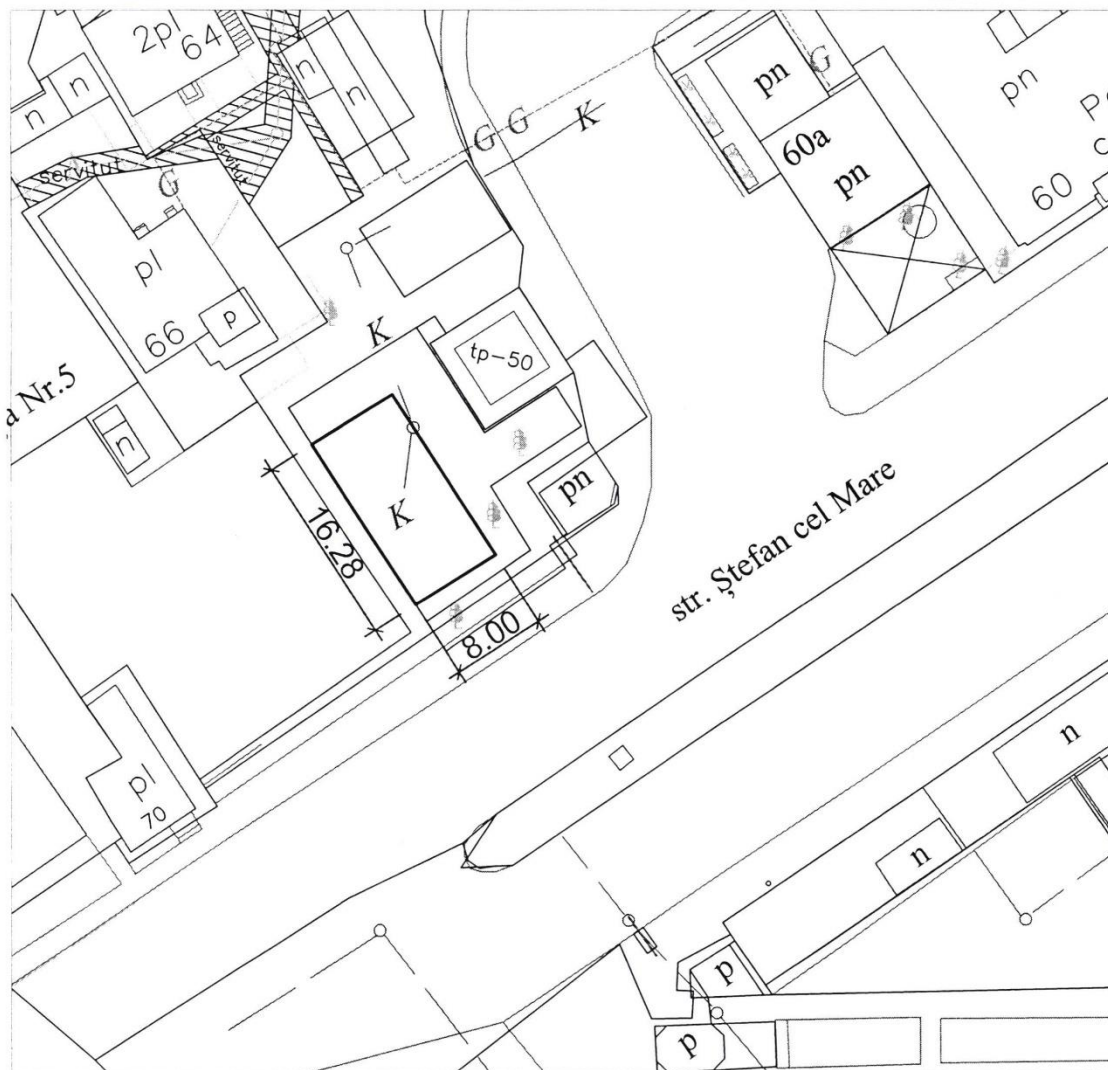 2pl
64
n
n
n
n
pn
G
pn
G G K
60a
pn
60
servitut
servitut
G
pl
66
p
K
tp-50
a Nr.5
n
K
16.28
pn
8.00
str. Ștefan cel Mare
pl
70
n
n
p
p